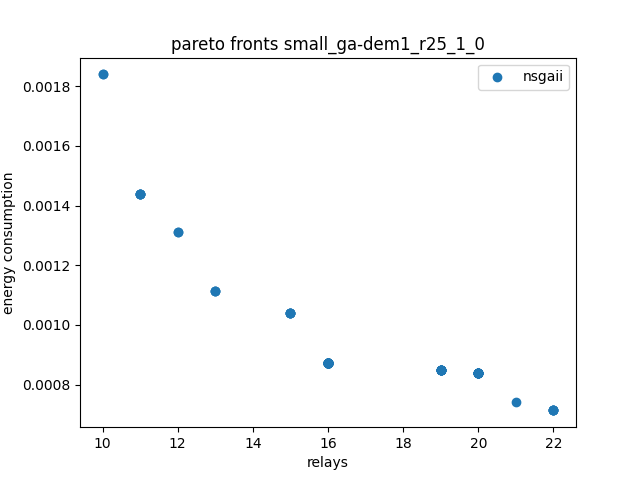 pareto fronts small_ga-dem1_r25_1_0
nsgaii
0.0018
0.0016
0.0014
0.0012
0.0010
0.0008
energy consumption
10 12 14 16 18 20 22
relays